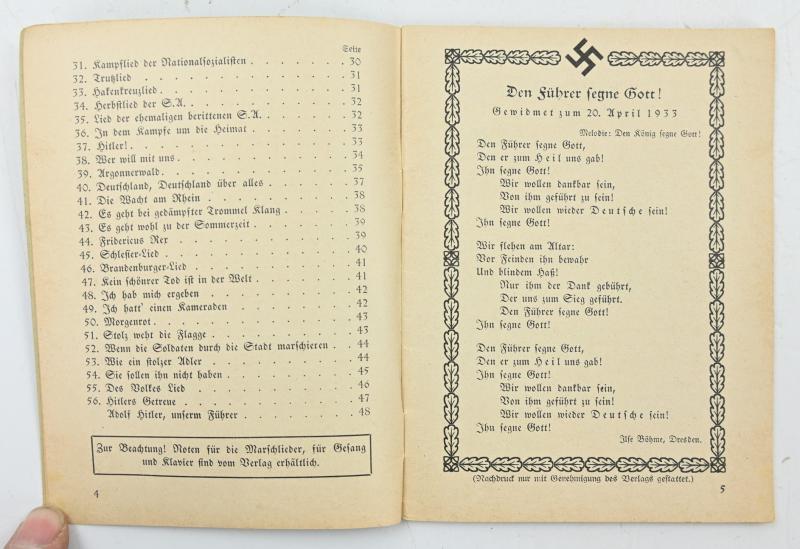 Seite
31. Kampflied der Nationalsozialisten . . . . . . . 30
32. Trutzlied . . . . . . . . . . . . . 31
33. Hakenkreuzlied . . . . . . . . . . . . 31
34. Herbstlied der S.A. . . . . . . . . . . 32
35. Lied der ehemaligen berittenen S.A. . . . . . . 32
36. In dem Kampfe um die Heimat . . . . . . . 33
37. Hitler! . . . . . . . . . . . . . . 33
38. Wer will mit uns . . . . . . . . . . . 34
39. Argonnerwald . . . . . . . . . . . . 35
40. Deutschland, Deutschland über alles . . . . . . 37
41. Die Wacht am Rhein . . . . . . . . . . 38
42. Es geht bei gedämpfter Trommel Klang . . . . . 38
43. Es geht wohl zu der Sommerzeit . . . . . . . 39
44. Fridericus Rex . . . . . . . . . . . . 39
45. Schlesier-Lied . . . . . . . . . . . . 40
46. Brandenburger-Lied . . . . . . . . . . 41
47. Kein schönrer Tod ist in der Welt . . . . . . . 41
48. Ich hab mich ergeben . . . . . . . . . . 42
49. Ich hatt' einen Kameraden . . . . . . . . 42
50. Morgenrot . . . . . . . . . . . . . 43
51. Stolz weht die Flagge . . . . . . . . . . 43
52. Wenn die Soldaten durch die Stadt marschieren . . 44
53. Wie ein stolzer Adler . . . . . . . . . . 44
54. Sie sollen ihn nicht haben . . . . . . . . . 45
55. Des Volkes Lied . . . . . . . . . . . 46
56. Hitlers Getreue . . . . . . . . . . . . 47
Adolf Hitler, unserm Führer . . . . . . . . 48
Zur Beachtung! Noten für die Marschlieder, für Gesang
und Klavier sind vom Verlag erhältlich.
4
Den Führer segne Gott!
Gewidmet zum 20. April 1933
Melodie: Den König segne Gott!
Den Führer segne Gott,
Den er zum Heil uns gab!
Ihn segne Gott!
Wir wollen dankbar sein,
Von ihm geführt zu sein!
Wir wollen wieder Deutsche sein!
Ihn segne Gott!
Wir flehen am Altar:
Vor Feinden ihn bewahr
Und blindem Haß!
Nur ihm der Dank gebührt,
Der uns zum Sieg geführt.
Den Führer segne Gott!
Ihn segne Gott!
Den Führer segne Gott,
Den er zum Heil uns gab!
Ihn segne Gott!
Wir wollen dankbar sein,
Von ihm geführt zu sein!
Wir wollen wieder Deutsche sein!
Ihn segne Gott!
Ilse Böhme, Dresden.
(Nachdruck nur mit Genehmigung des Verlags gestattet.)
5